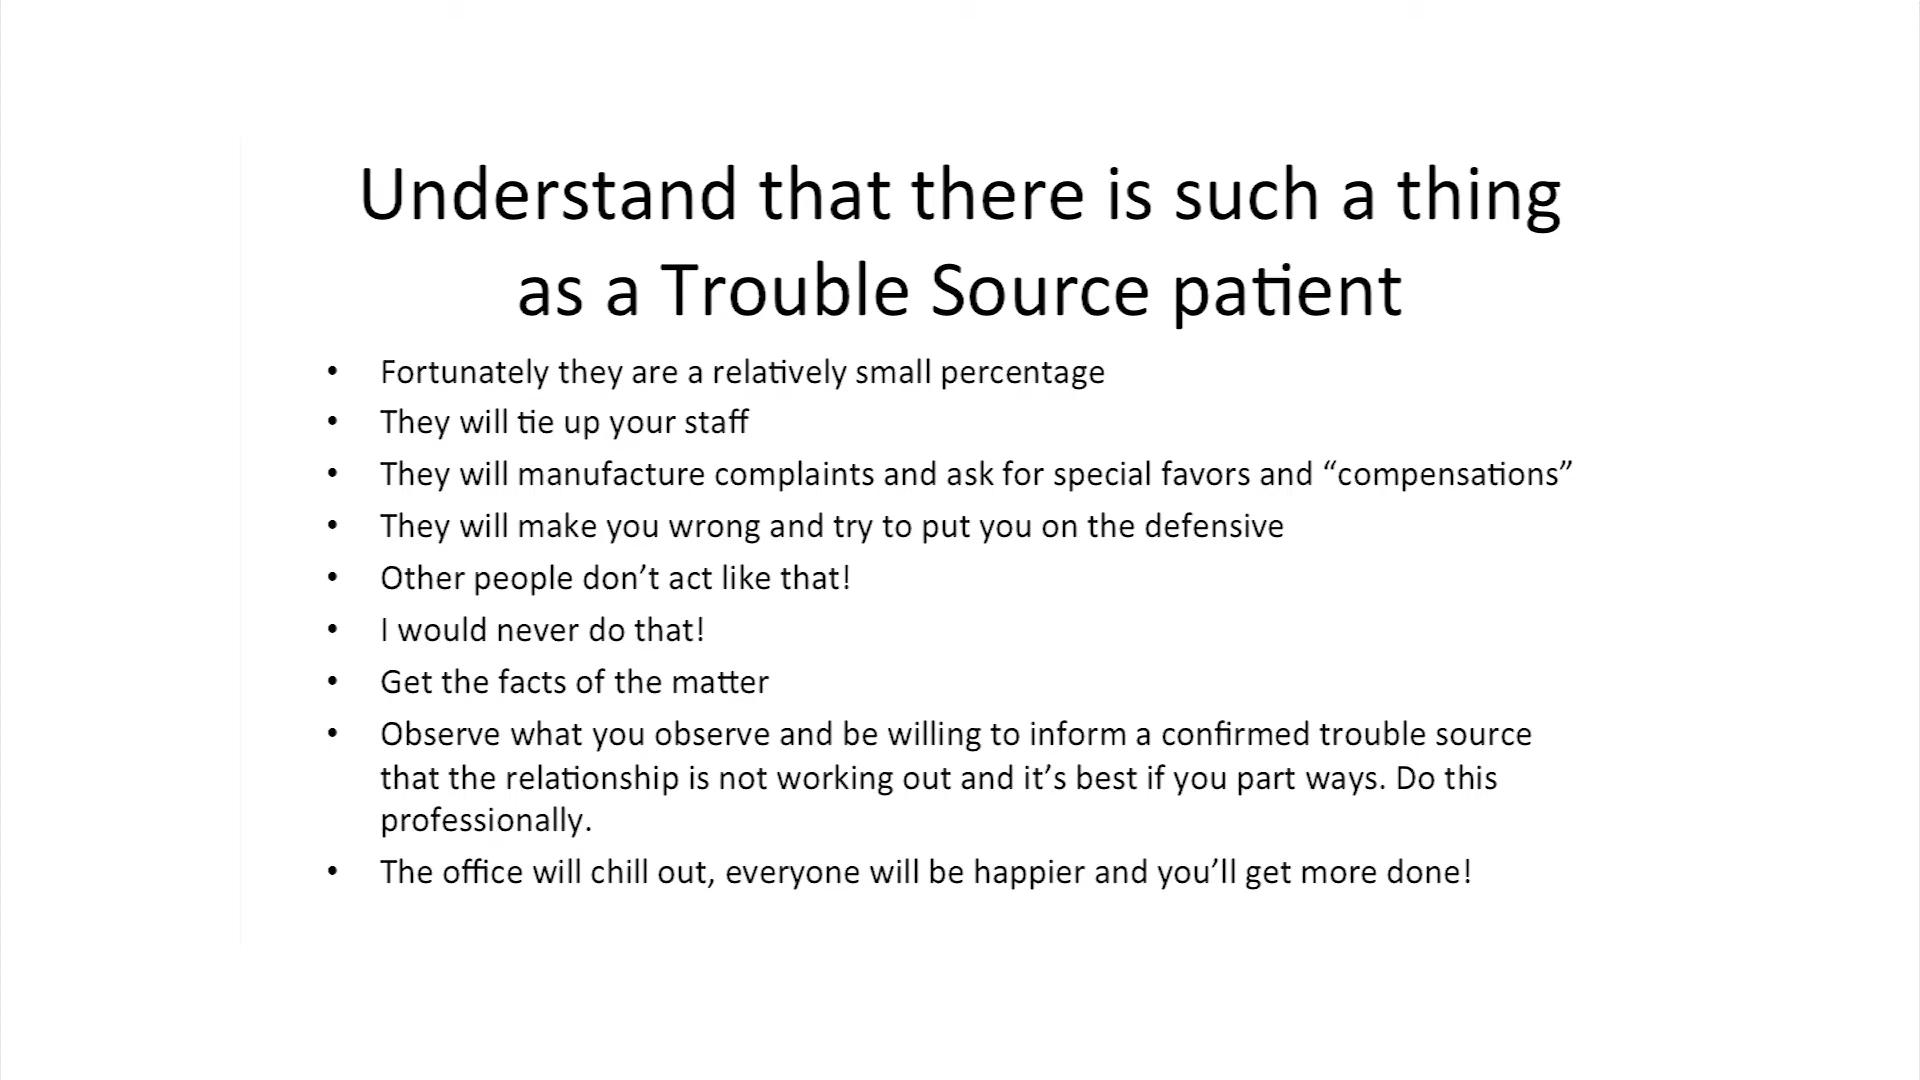 Understand that there is such a thing
as a Trouble Source patient
• Fortunately they are a relatively small percentage
• They will tie up your staff
• They will manufacture complaints and ask for special favors and “compensations”
• They will make you wrong and try to put you on the defensive
• Other people don’t act like that!
• I would never do that!
• Get the facts of the matter
• Observe what you observe and be willing to inform a confirmed trouble source
that the relationship is not working out and it’s best if you part ways. Do this
professionally.
• The office will chill out, everyone will be happier and you’ll get more done!